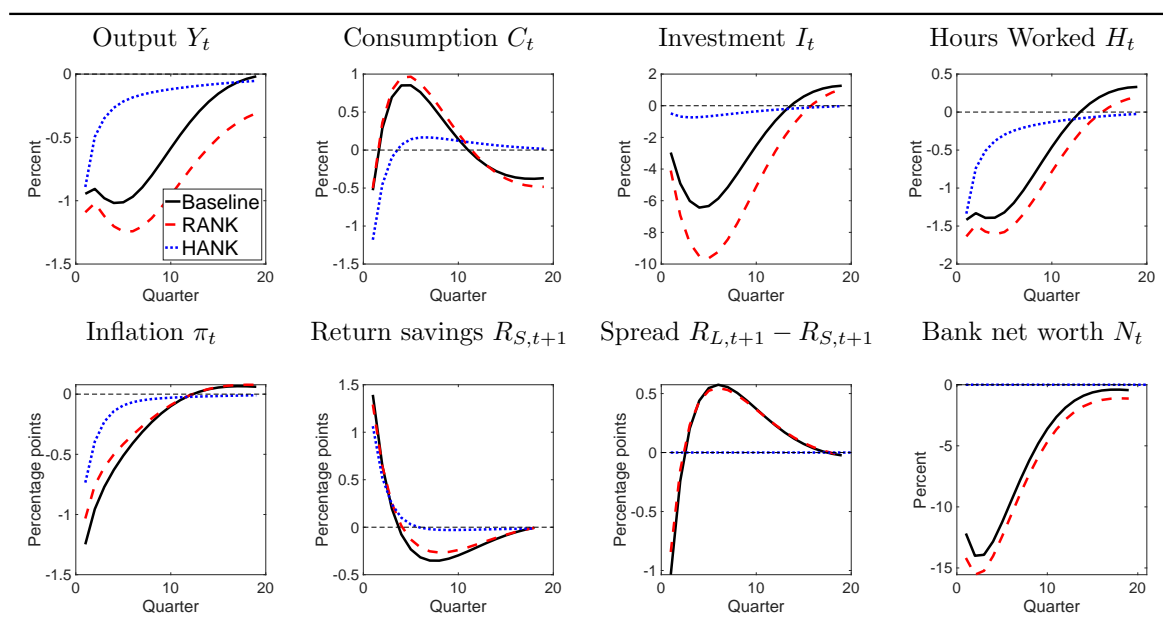 Output Y_t
Consumption C_t
Investment I_t
Hours Worked H_t
Percent
0
-0.5
-1
-1.5
0
10
20
Quarter
Baseline
RANK
HANK
Percent
1
0.5
0
-0.5
-1
-1.5
0
10
20
Quarter
Percent
2
0
-2
-4
-6
-8
-10
0
10
20
Quarter
Percent
0.5
0
-0.5
-1
-1.5
-2
0
10
20
Quarter
Inflation π_t
Return savings R_{S,t+1}
Spread R_{L,t+1} − R_{S,t+1}
Bank net worth N_t
Percentage points
0
-0.5
-1
-1.5
0
10
20
Quarter
Percentage points
1.5
1
0.5
0
-0.5
0
10
20
Quarter
Percentage points
0.5
0
-0.5
-1
0
10
20
Quarter
Percent
0
-5
-10
-15
0
10
20
Quarter